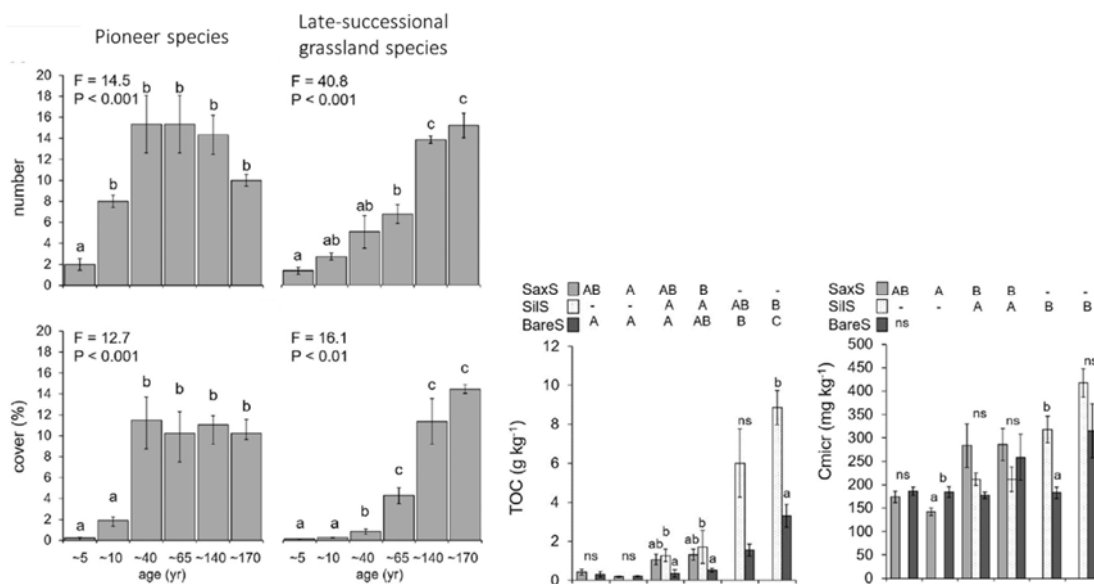 Pioneer species
Late-successional
grassland species
F = 14.5
P < 0.001
F = 40.8
P < 0.001
number
20
18
16
14
12
10
8
6
4
2
0
a
b
b
b
b
b
a
ab
ab
b
c
c
F = 12.7
P < 0.001
F = 16.1
P < 0.01
cover (%)
20
18
16
14
12
10
8
6
4
2
0
a
a
b
b
b
b
a
a
b
c
c
c
~5 ~10 ~40 ~65 ~140 ~170
age (yr)
~5 ~10 ~40 ~65 ~140 ~170
age (yr)
SaxS AB A AB B - -
SilS - - A A AB B
BareS A A A AB B C
TOC (g kg-1)
12
10
8
6
4
2
0
ns
ns
ab b a
ab b a
ns
b a
SaxS AB A B B - -
SilS - - A A B B
BareS ns
Cmicr (mg kg-1)
500
450
400
350
300
250
200
150
100
50
0
ns
a b
ns
ns
b a
ns